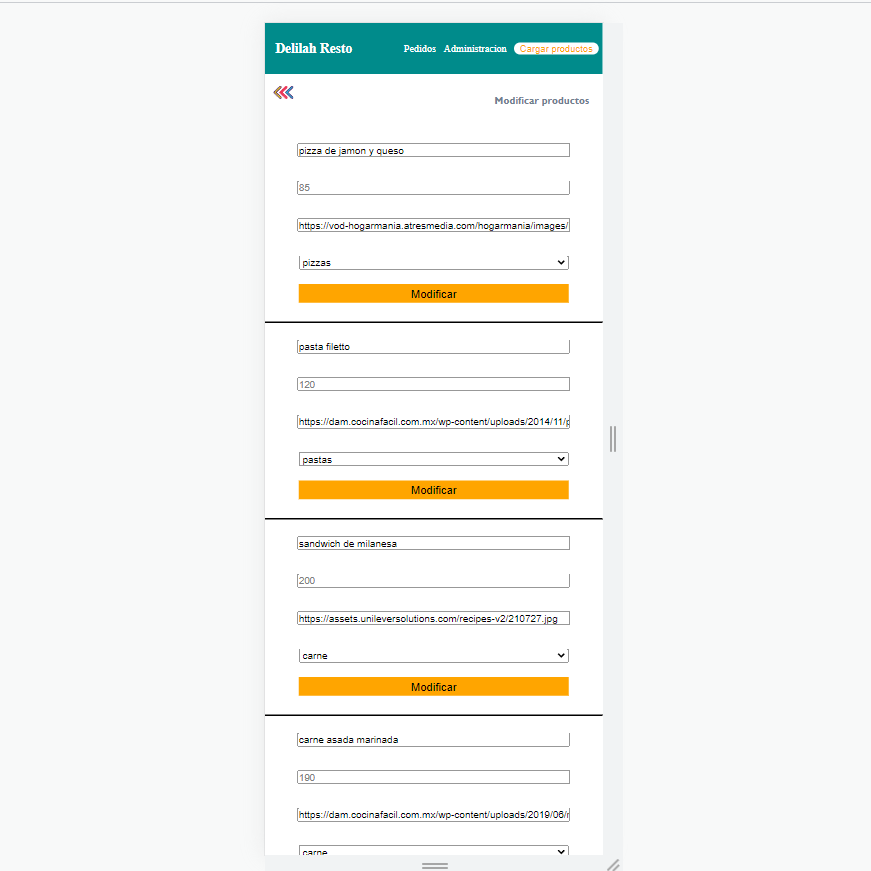 Delilah Resto Pedidos Administracion Cargar productos
Modificar productos
pizza de jamon y queso
85
https://vod-hogarmania.atresmedia.com/hogarmania/images/
pizzas
Modificar
pasta filetto
120
https://dam.cocinafacil.com.mx/wp-content/uploads/2014/11/p
pastas
Modificar
sandwich de milanesa
200
https://assets.unileversolutions.com/recipes-v2/210727.jpg
carne
Modificar
carne asada marinada
190
https://dam.cocinafacil.com.mx/wp-content/uploads/2019/06/r
carne